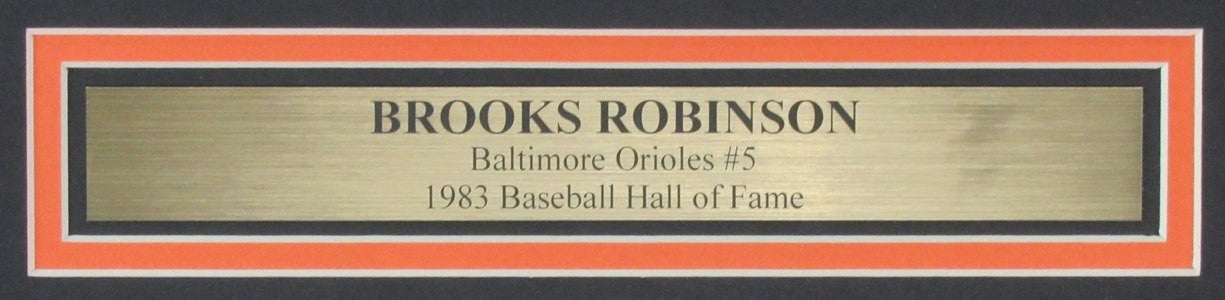 BROOKS ROBINSON
Baltimore Orioles #5
1983 Baseball Hall of Fame